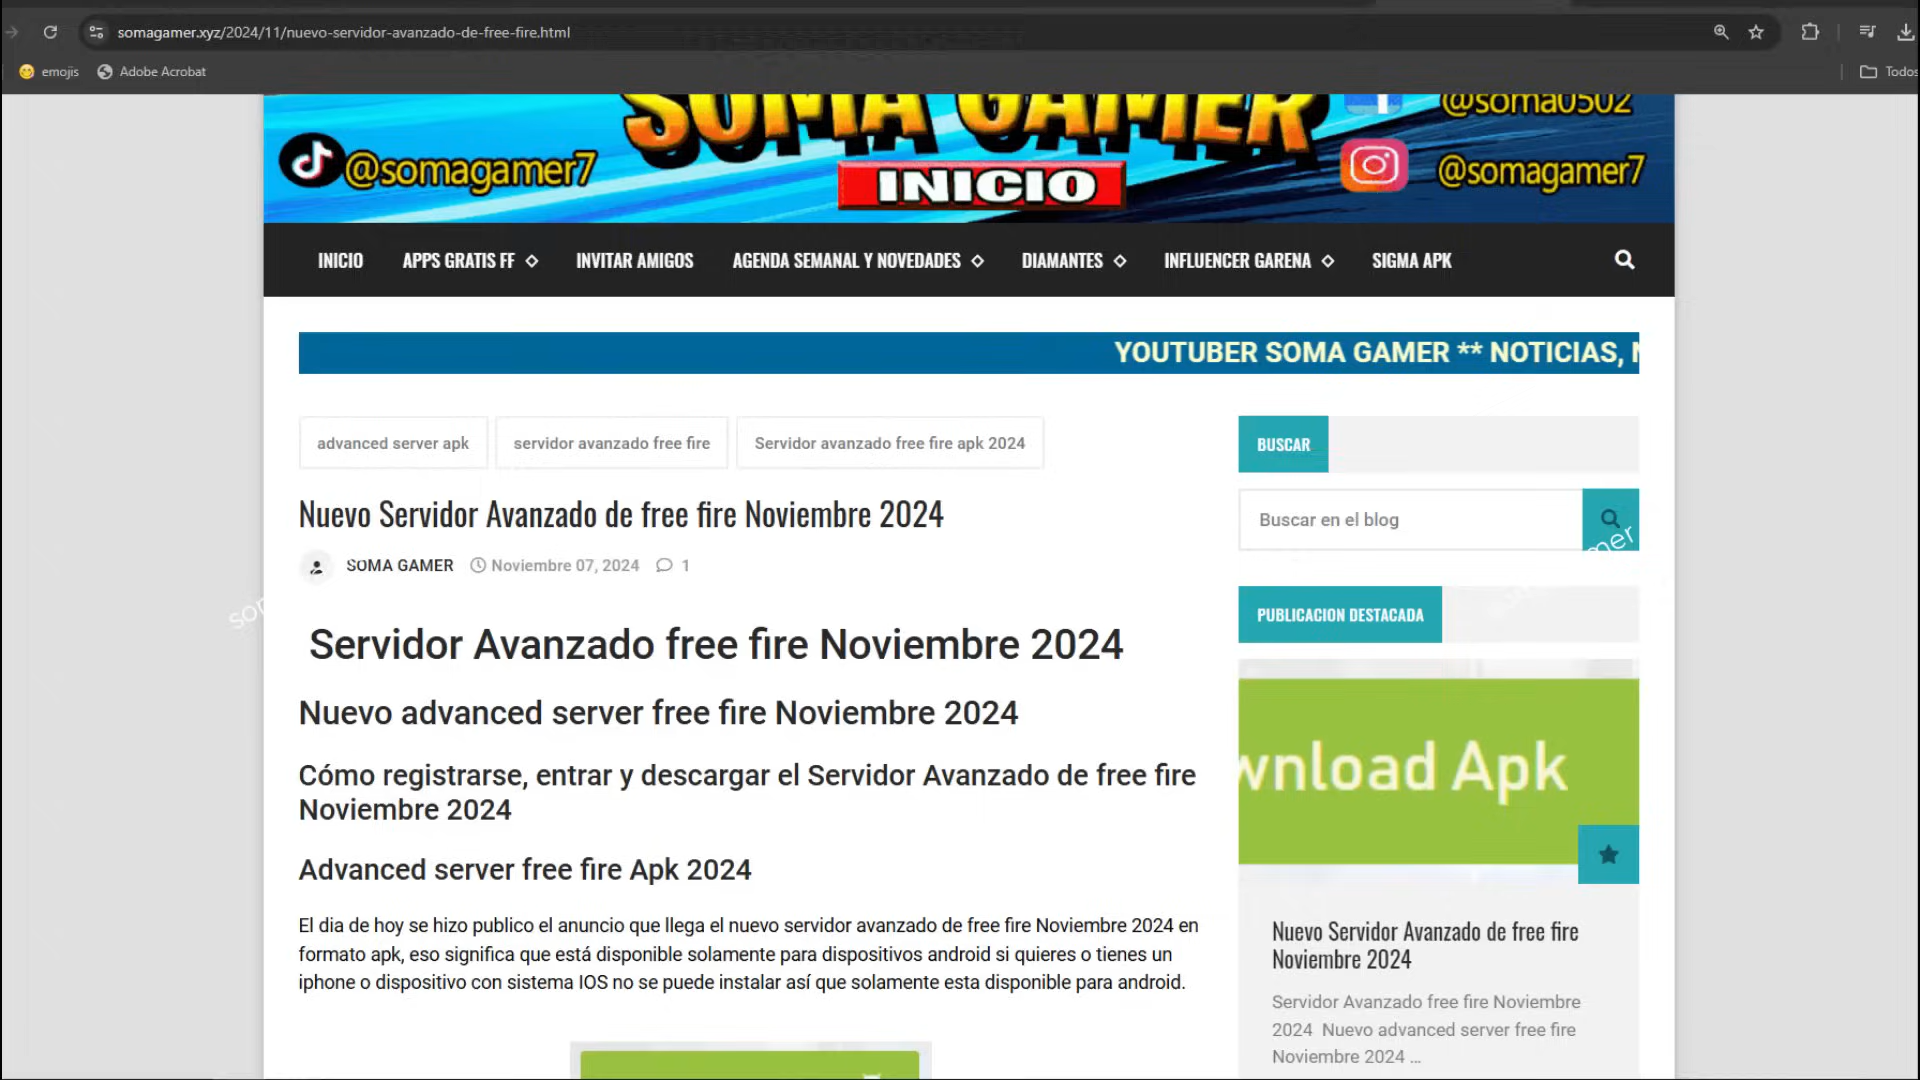 somagamer.xyz/2024/11/nuevo-servidor-avanzado-de-free-fire.html
emojis
Adobe Acrobat
Todos
SOMA GAMER
@soma0502
@somagamer7
INICIO
@somagamer7
INICIO
APPS GRATIS FF
INVITAR AMIGOS
AGENDA SEMANAL Y NOVEDADES
DIAMANTES
INFLUENCER GARENA
SIGMA APK
YOUTUBER SOMA GAMER ** NOTICIAS,
advanced server apk
servidor avanzado free fire
Servidor avanzado free fire apk 2024
Nuevo Servidor Avanzado de free fire Noviembre 2024
SOMA GAMER
Noviembre 07, 2024
1
Servidor Avanzado free fire Noviembre 2024
Nuevo advanced server free fire Noviembre 2024
Cómo registrarse, entrar y descargar el Servidor Avanzado de free fire
Noviembre 2024
Advanced server free fire Apk 2024
El dia de hoy se hizo publico el anuncio que llega el nuevo servidor avanzado de free fire Noviembre 2024 en
formato apk, eso significa que está disponible solamente para dispositivos android si quieres o tienes un
iphone o dispositivo con sistema IOS no se puede instalar así que solamente esta disponible para android.
BUSCAR
Buscar en el blog
PUBLICACION DESTACADA
wnload Apk
Nuevo Servidor Avanzado de free fire
Noviembre 2024
Servidor Avanzado free fire Noviembre
2024 Nuevo advanced server free fire
Noviembre 2024 ...